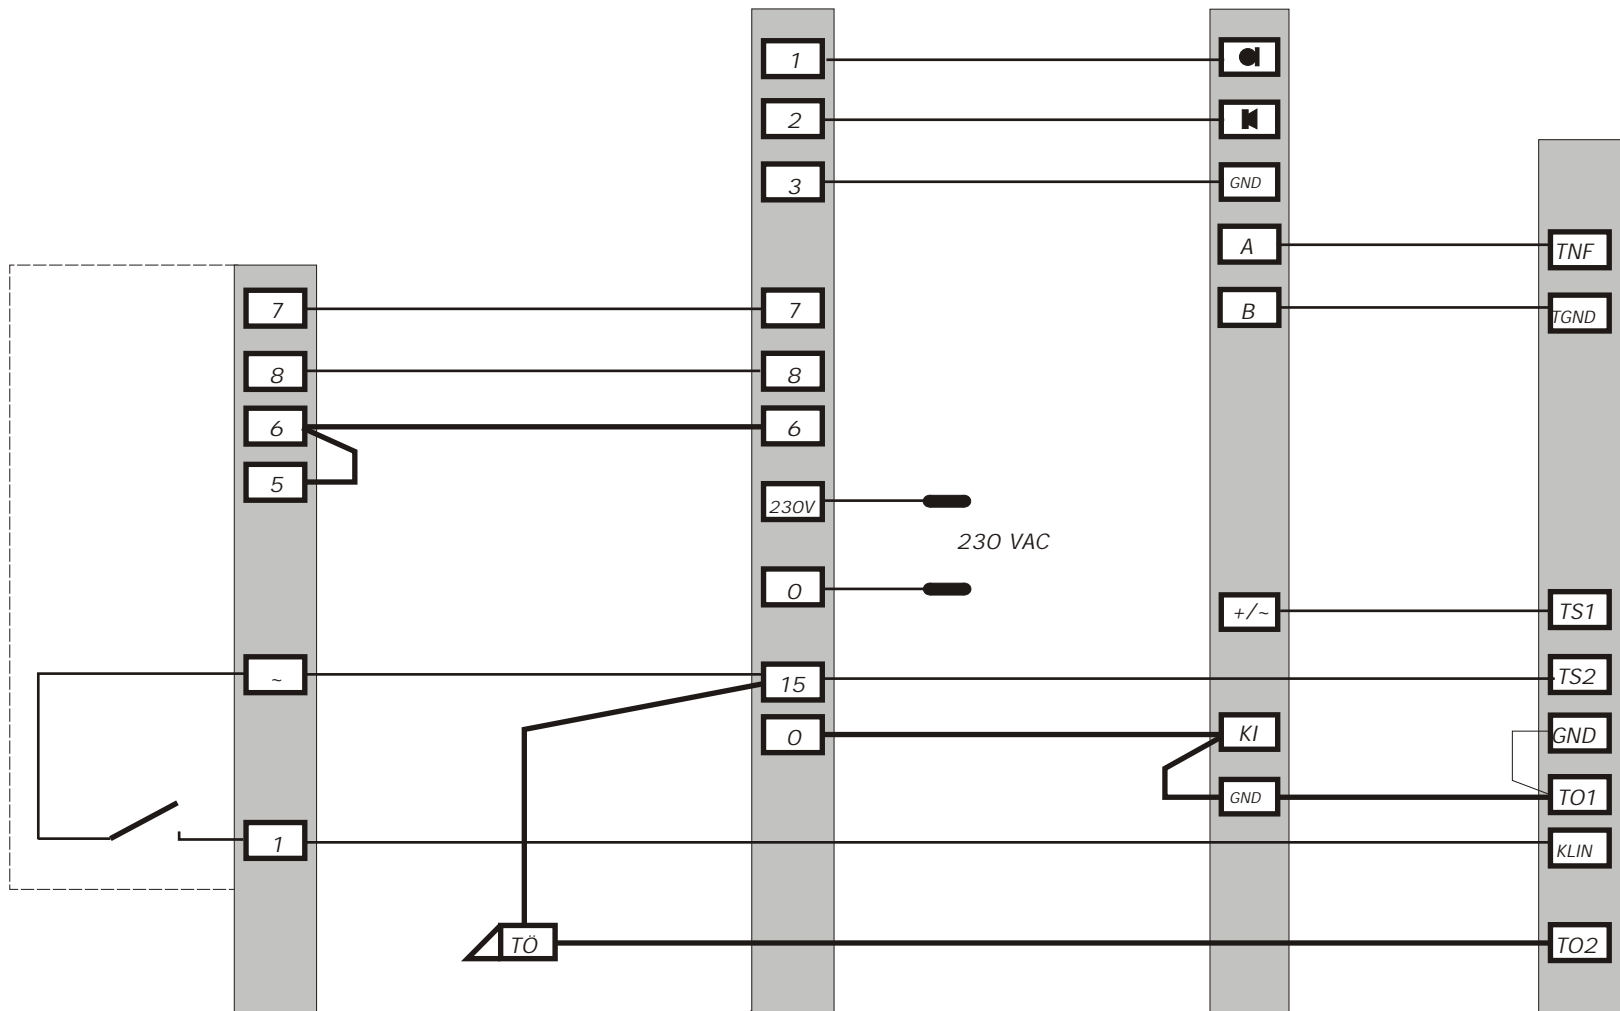 7
8
6
5
~
1
TÖ
1
2
3
7
8
6
230V
0
15
0
230 VAC
GND
A
B
+/~
KI
GND
TNF
TGND
TS1
TS2
GND
TO1
KLIN
TO2